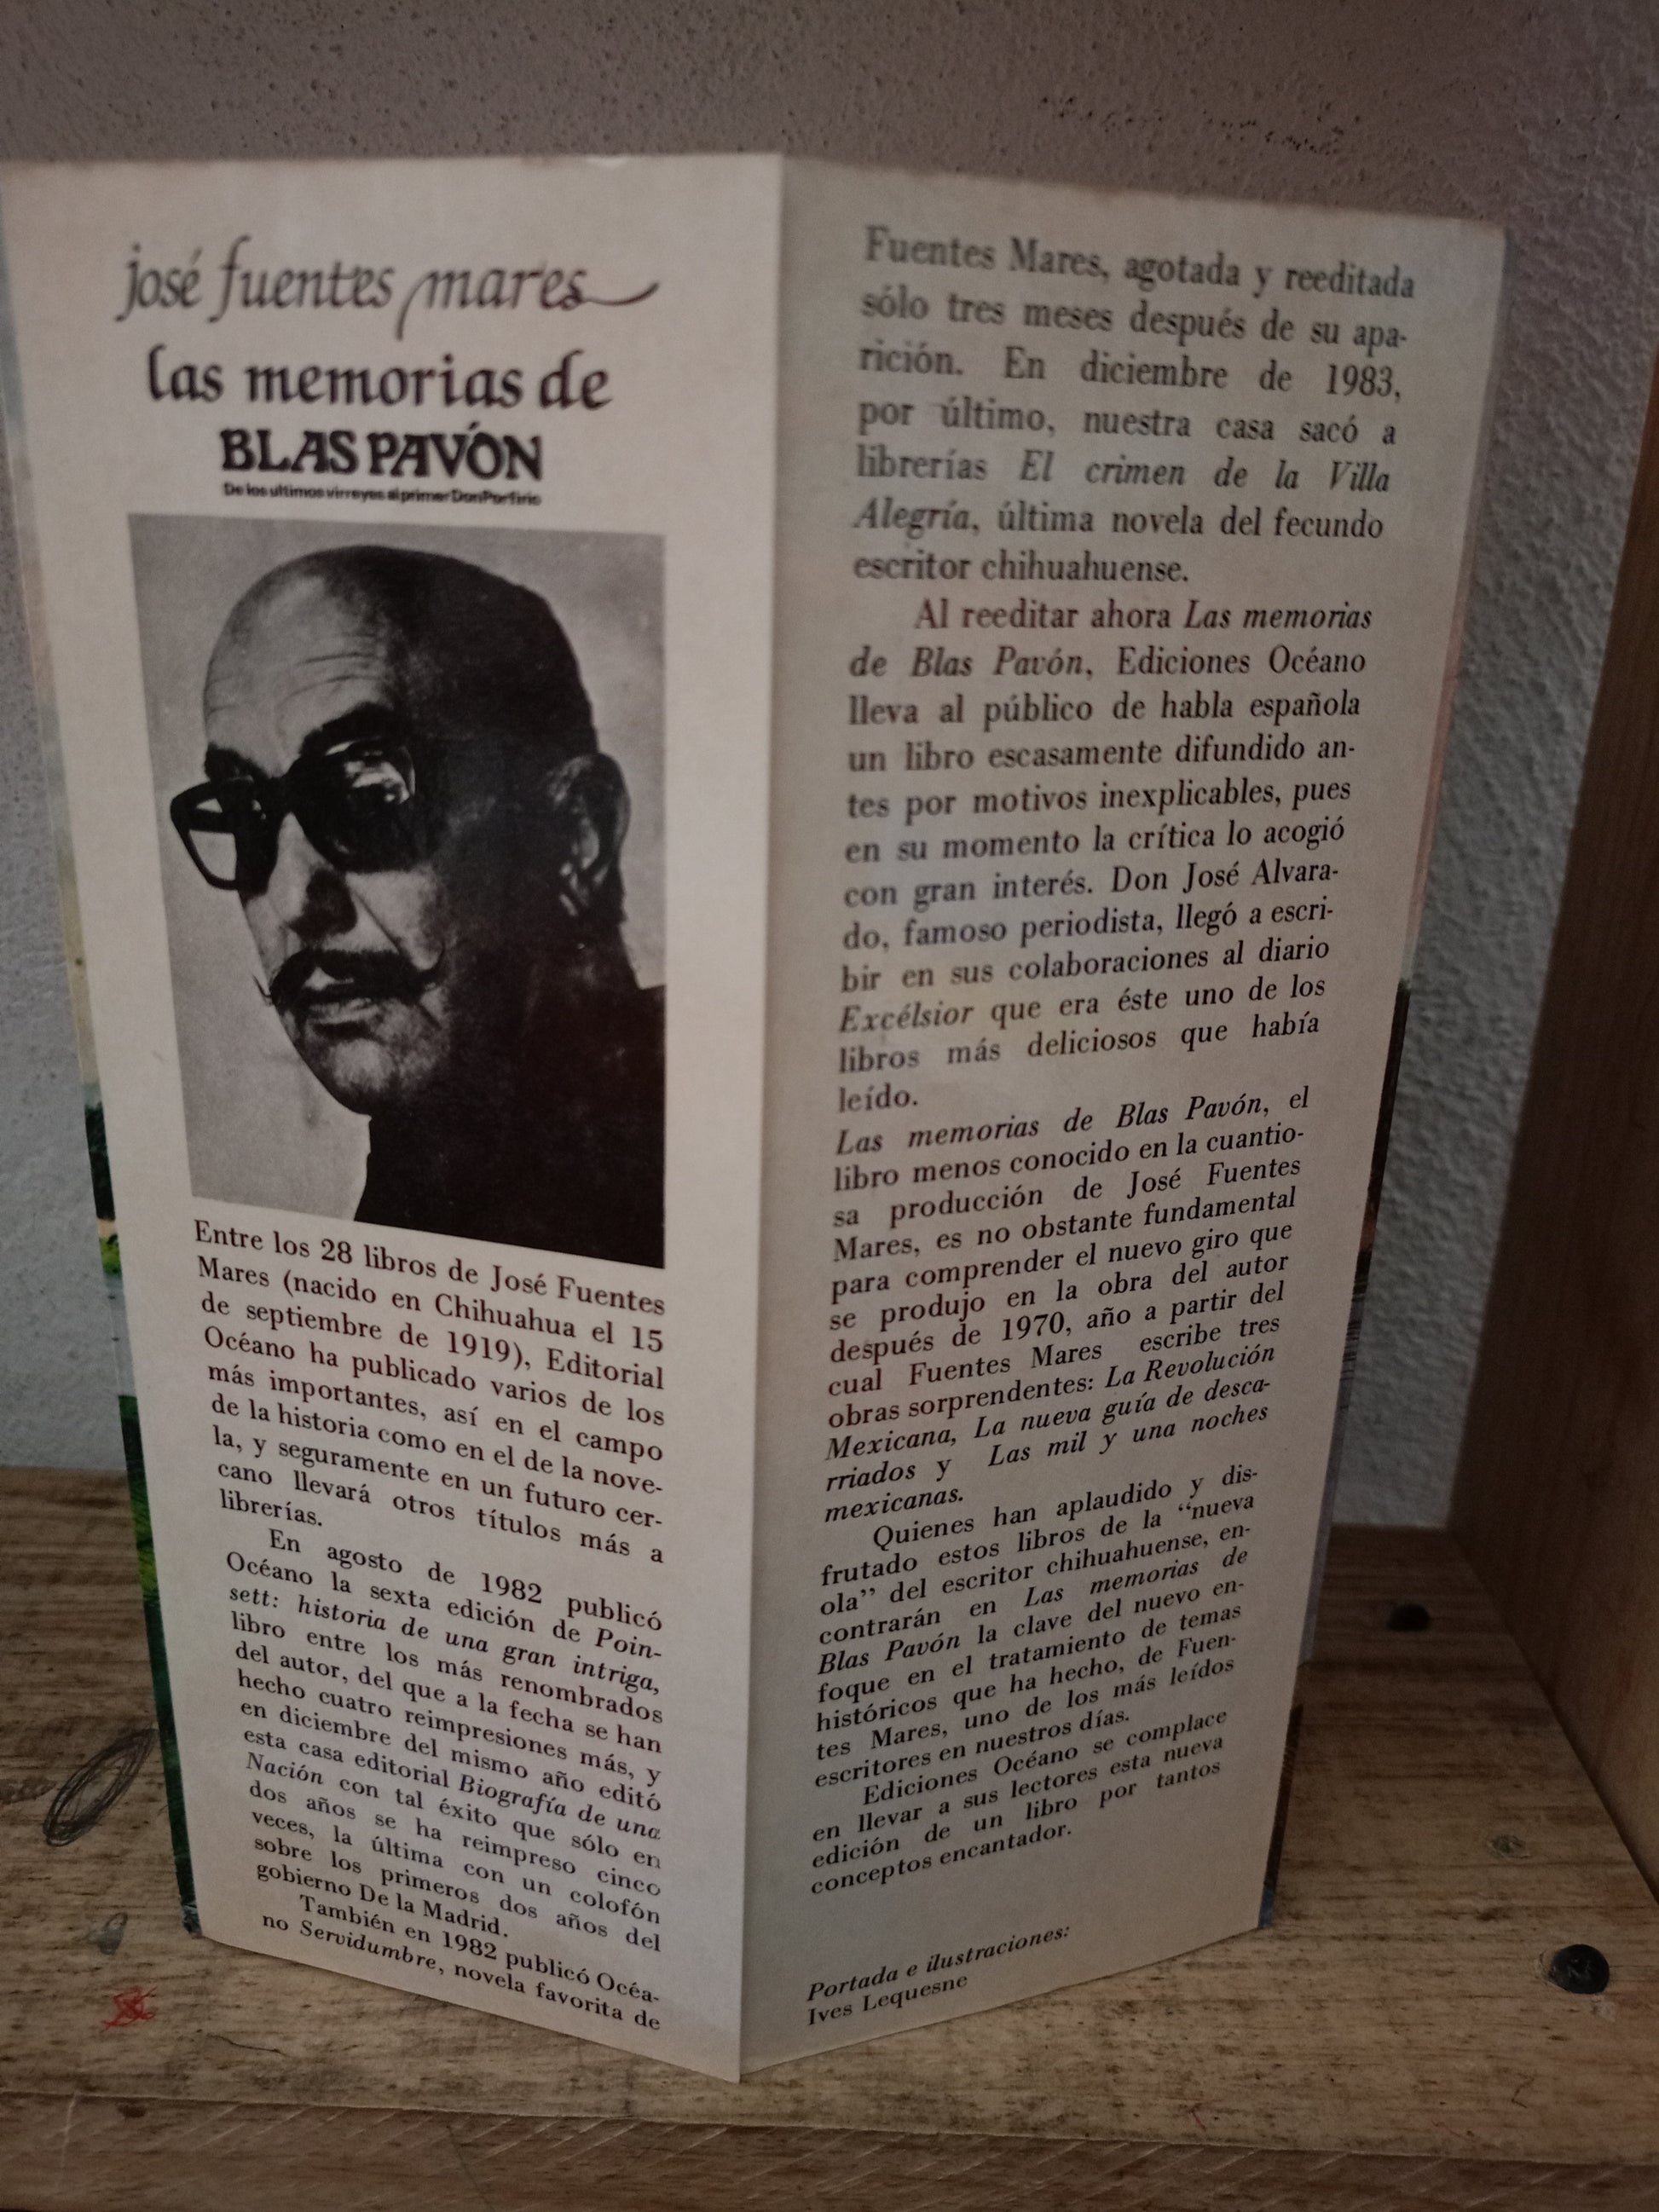 josé fuentes mares
las memorias de
BLAS PAVÓN
De los ultimos virreyes al primer Don Porfirio
Entre los 28 libros de José Fuentes
Mares (nacido en Chihuahua el 15
de septiembre de 1919), Editorial
Océano ha publicado varios de los
más importantes, así en el campo
de la historia como en el de la nove-
la, y seguramente en un futuro cer-
cano llevará otros títulos más a
librerías.
En agosto de 1982 publicó
Océano la sexta edición de Poin-
sett: historia de una gran intriga,
libro entre los más renombrados
del autor, del que a la fecha se han
hecho cuatro reimpresiones más, y
en diciembre del mismo año editó
esta casa editorial Biografía de una
Nación con tal éxito que sólo en
dos años se ha reimpreso cinco
veces, la última con un colofón
sobre los primeros dos años del
gobierno De la Madrid.
También en 1982 publicó Océa-
no Servidumbre, novela favorita de
Fuentes Mares, agotada y reeditada
sólo tres meses después de su apa-
rición. En diciembre de 1983,
por último, nuestra casa sacó a
librerías El crimen de la Villa
Alegría, última novela del fecundo
escritor chihuahuense.
Al reeditar ahora Las memorias
de Blas Pavón, Ediciones Océano
lleva al público de habla española
un libro escasamente difundido an-
tes por motivos inexplicables, pues
en su momento la crítica lo acogió
con gran interés. Don José Alvara-
do, famoso periodista, llegó a escri-
bir en sus colaboraciones al diario
Excélsior que era éste uno de los
libros más deliciosos que había
leído.
Las memorias de Blas Pavón, el
libro menos conocido en la cuantio-
sa producción de José Fuentes
Mares, es no obstante fundamental
para comprender el nuevo giro que
se produjo en la obra del autor
después de 1970, año a partir del
cual Fuentes Mares escribe tres
obras sorprendentes: La Revolución
Mexicana, La nueva guía de desca-
rriados y Las mil y una noches
mexicanas.
Quienes han aplaudido y dis-
frutado estos libros de la “nueva
ola” del escritor chihuahuense, en-
contrarán en Las memorias de
Blas Pavón la clave del nuevo en-
foque en el tratamiento de temas
históricos que ha hecho, de Fuen-
tes Mares, uno de los más leídos
escritores en nuestros días.
Ediciones Océano se complace
en llevar a sus lectores esta nueva
edición de un libro por tantos
conceptos encantador.
Portada e ilustraciones:
Ives Lequesne